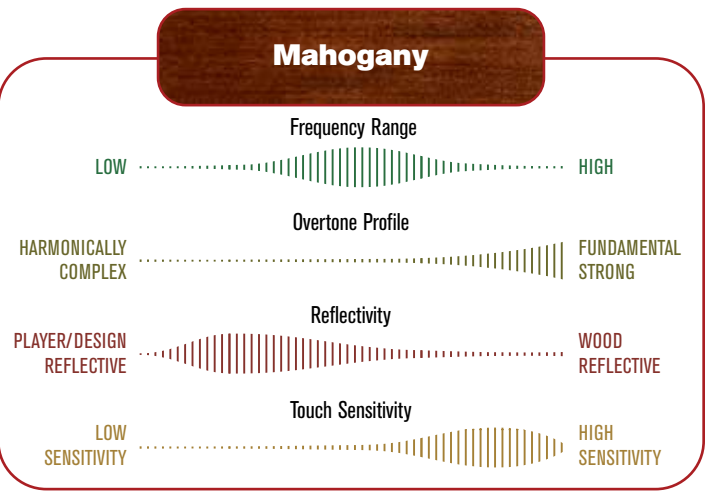 Mahogany
Frequency Range
LOW
HIGH
Overtone Profile
HARMONICALLY
COMPLEX
FUNDAMENTAL
STRONG
Reflectivity
PLAYER/DESIGN
REFLECTIVE
WOOD
REFLECTIVE
Touch Sensitivity
LOW
SENSITIVITY
HIGH
SENSITIVITY